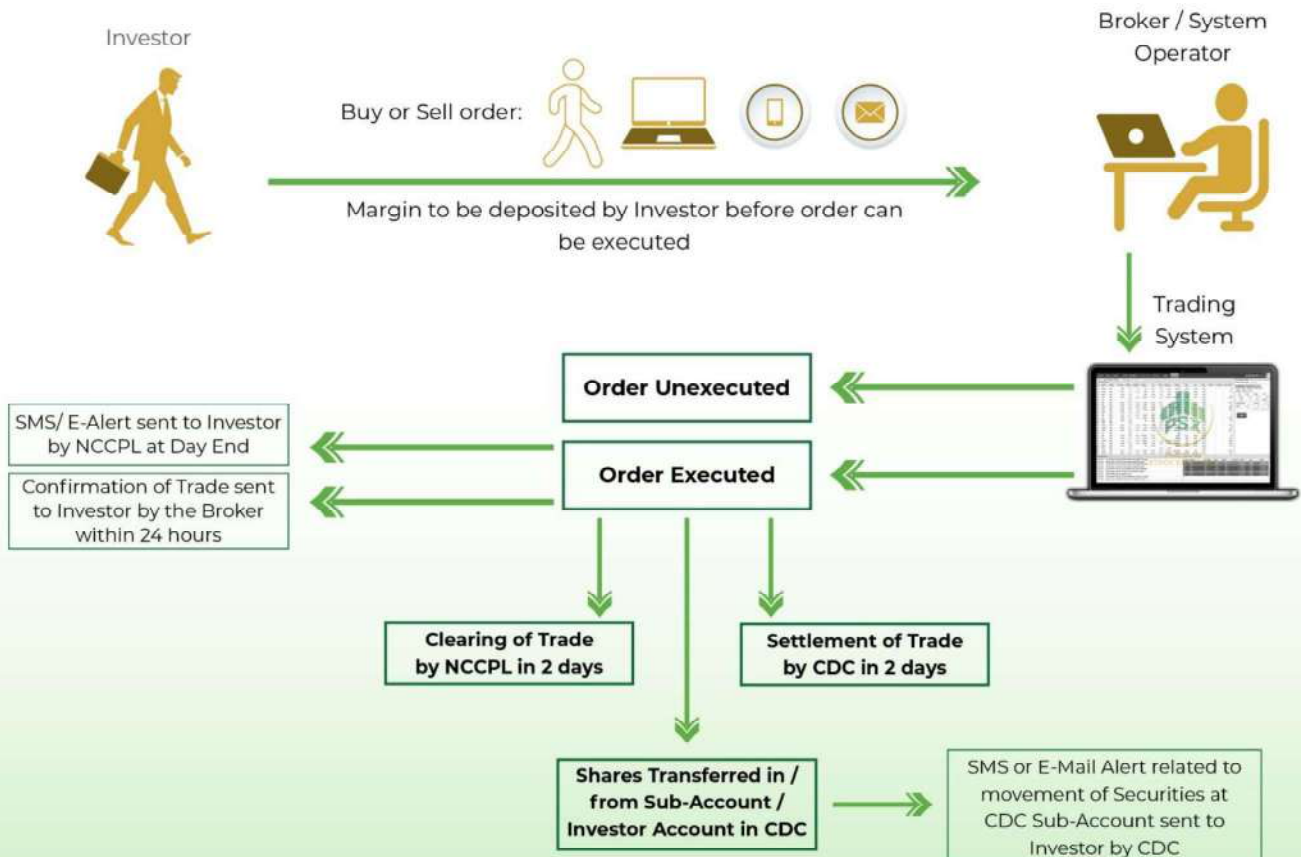 Investor
Broker / System
Operator
Buy or Sell order:
Margin to be deposited by Investor before order can
be executed
Trading
System
Order Unexecuted
SMS/ E-Alert sent to Investor
by NCCPL at Day End
Order Executed
Confirmation of Trade sent
to Investor by the Broker
within 24 hours
PSX
Clearing of Trade
by NCCPL in 2 days
Settlement of Trade
by CDC in 2 days
Shares Transferred in /
from Sub-Account /
Investor Account in CDC
SMS or E-Mail Alert related to
movement of Securities at
CDC Sub-Account sent to
Investor by CDC